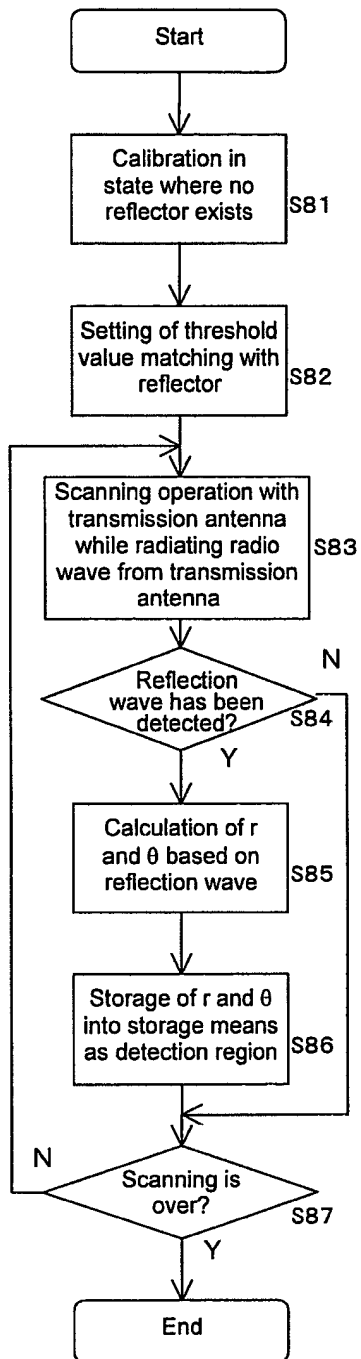 Start
Calibration in
state where no
reflector exists
S81
Setting of threshold
value matching with
reflector
S82
Scanning operation with
transmission antenna
while radiating radio
wave from transmission
antenna
S83
Reflection
wave has been
detected?
S84
N
Y
Calculation of r
and θ based on
reflection wave
S85
Storage of r and θ
into storage means
as detection region
S86
Scanning is
over?
S87
N
Y
End